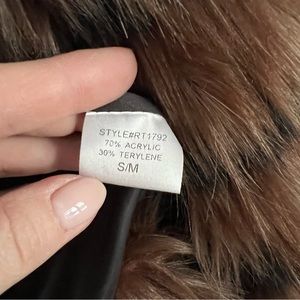 STYLE#RT1792
70% ACRYLIC
30% TERYLENE
S/M